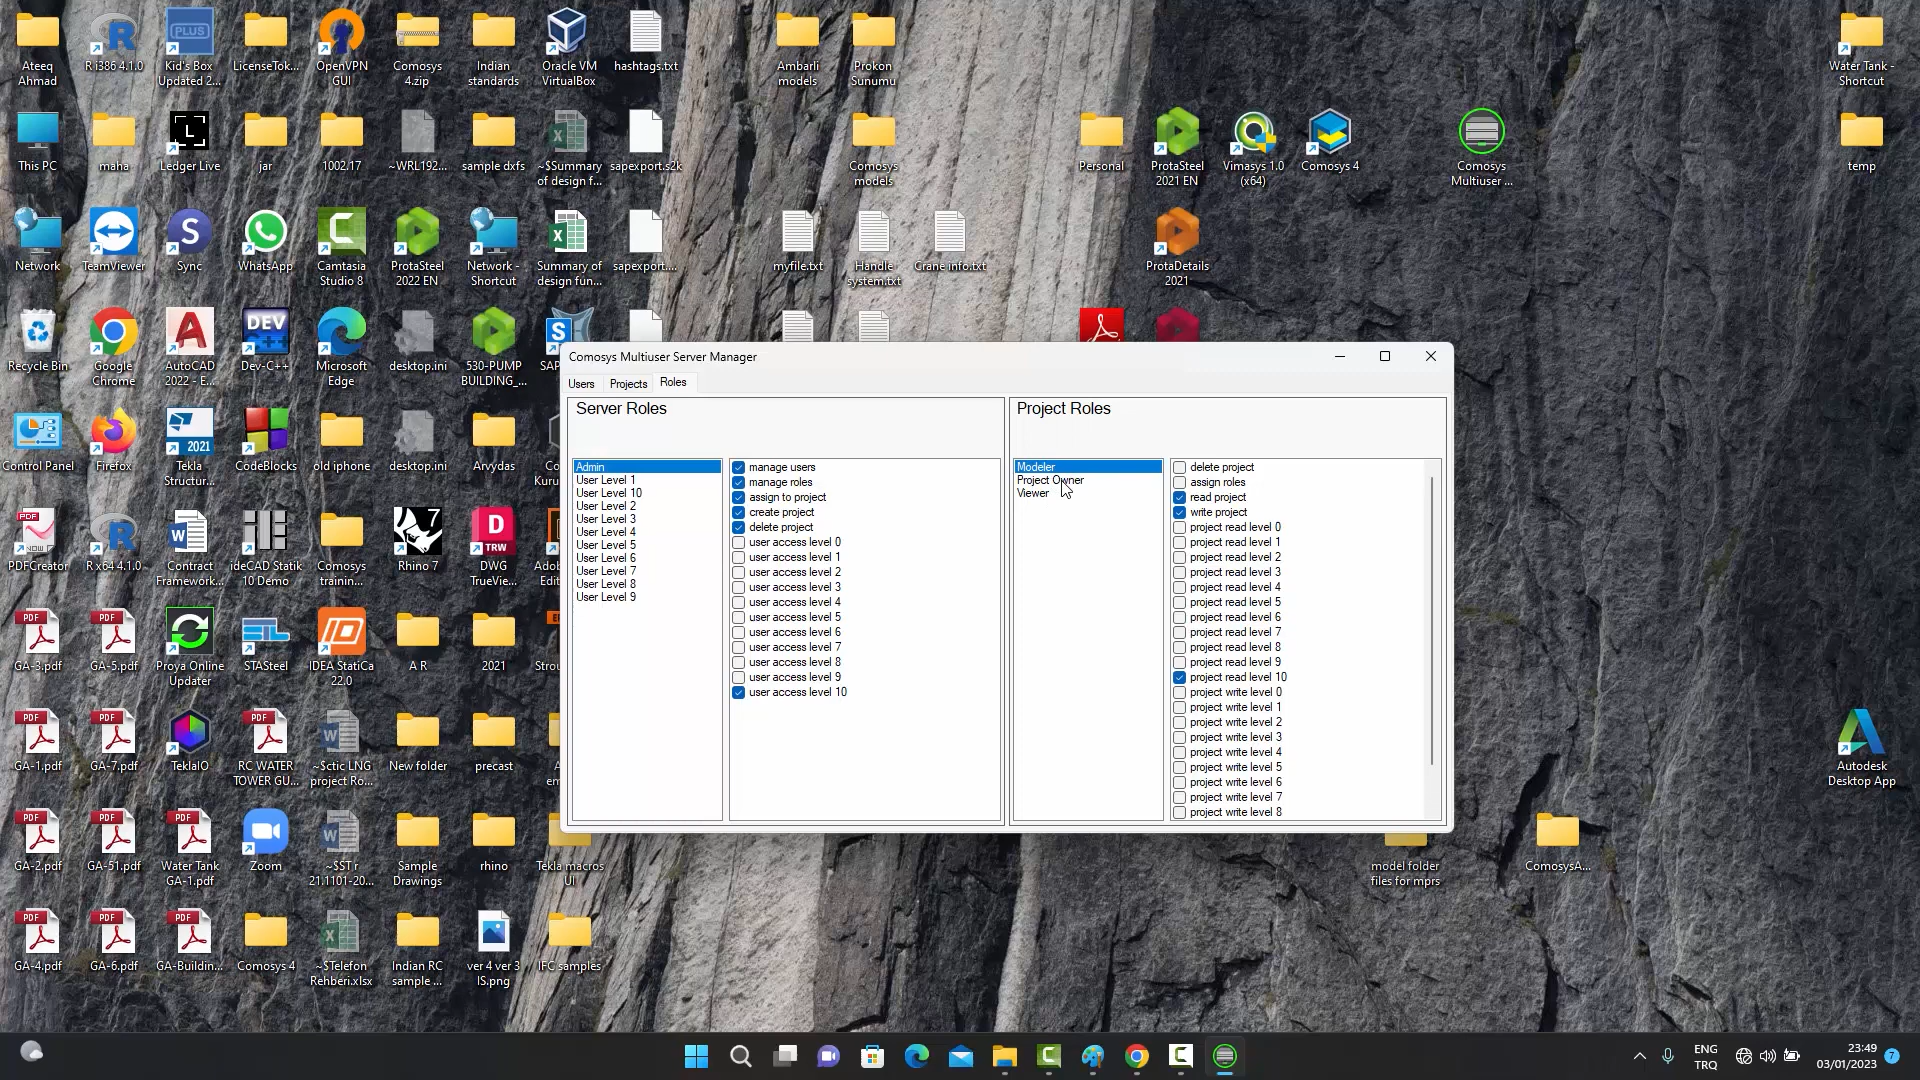 Ateeq
Ahmad
R i386 4.1.0
PLUS
Kid's Box
Updated 2...
LicenseTok...
OpenVPN
GUI
Comosys
4.zip
Indian
standards
Oracle VM
VirtualBox
hashtags.txt
Ambarli
models
Prokon
Sunumu
Water Tank -
Shortcut
This PC
maha
Ledger Live
jar
1002.17
~WRL192...
sample dxfs
~$Summary
of design f...
sapexport.s2k
Comosys
models
Personal
ProtaSteel
2021 EN
Vimasys 1.0
(x64)
Comosys 4
Comosys
Multiuser ...
temp
Network
TeamViewer
Sync
WhatsApp
Camtasia
Studio 8
ProtaSteel
2022 EN
Network -
Shortcut
Summary of
design fun...
sapexport....
myfile.txt
Handle
system.txt
Crane info.txt
ProtaDetails
2021
Recycle Bin
Google
Chrome
AutoCAD
2022 - E...
DEV
Dev-C++
Microsoft
Edge
desktop.ini
530-PUMP
BUILDING_...
Control Panel
Firefox
2021
Tekla
Structur...
CodeBlocks
old iphone
desktop.ini
Arvydas
PDFCreator
R x64 4.1.0
Contract
Framework...
ideCAD Statik
10 Demo
Comosys
trainin...
Rhino 7
DWG
TrueVie...
GA-3.pdf
GA-5.pdf
Proya Online
Updater
STASteel
IDEA StatiCa
22.0
A R
2021
GA-1.pdf
GA-7.pdf
TeklaIO
RC WATER
TOWER GU...
~$ctic LNG
project Ro...
New folder
precast
GA-2.pdf
GA-51.pdf
Water Tank
GA-1.pdf
Zoom
~$ST.r
21.1101-20...
Sample
Drawings
rhino
Tekla macros
UI
GA-4.pdf
GA-6.pdf
GA-Buildin...
Comosys 4
~$Telefon
Rehberi.xlsx
Indian RC
sample ...
ver 4 ver 3
IS.png
IFC samples
Autodesk
Desktop App
model folder
files for mprs
ComosysA...
Comosys Multiuser Server Manager
Users Projects Roles
Server Roles
Admin
User Level 1
User Level 10
User Level 2
User Level 3
User Level 4
User Level 5
User Level 6
User Level 7
User Level 8
User Level 9
manage users
manage roles
assign to project
create project
delete project
user access level 0
user access level 1
user access level 2
user access level 3
user access level 4
user access level 5
user access level 6
user access level 7
user access level 8
user access level 9
user access level 10
Project Roles
Modeler
Project Owner
Viewer
delete project
assign roles
read project
write project
project read level 0
project read level 1
project read level 2
project read level 3
project read level 4
project read level 5
project read level 6
project read level 7
project read level 8
project read level 9
project read level 10
project write level 0
project write level 1
project write level 2
project write level 3
project write level 4
project write level 5
project write level 6
project write level 7
project write level 8
ENG
TRQ
23:49
03/01/2023
7